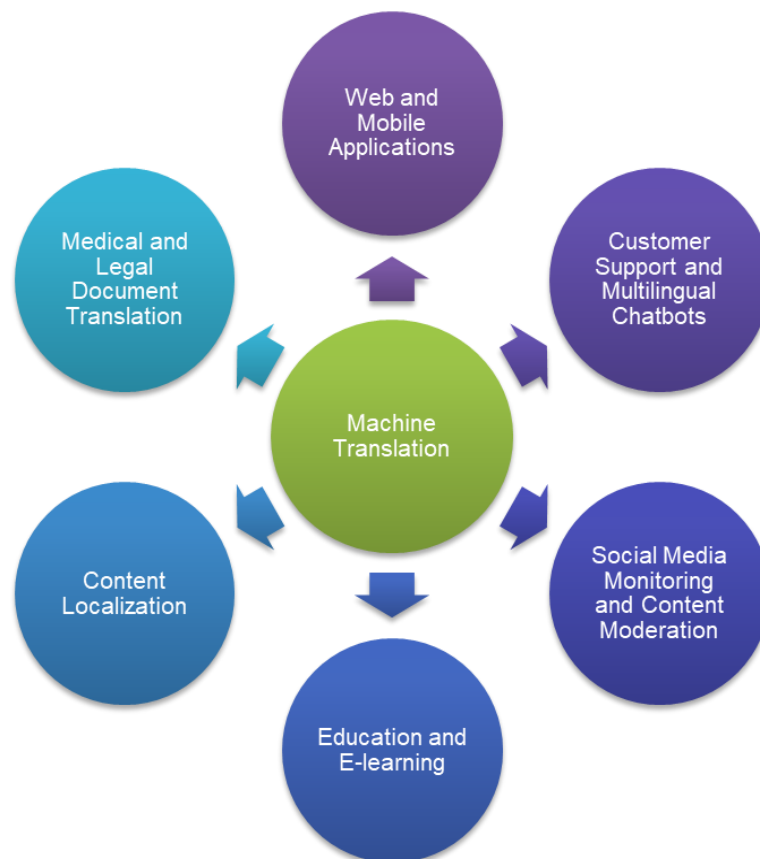 Web and
Mobile
Applications
Customer
Support and
Multilingual
Chatbots
Social Media
Monitoring
and Content
Moderation
Education and
E-learning
Content
Localization
Medical and
Legal
Document
Translation
Machine
Translation